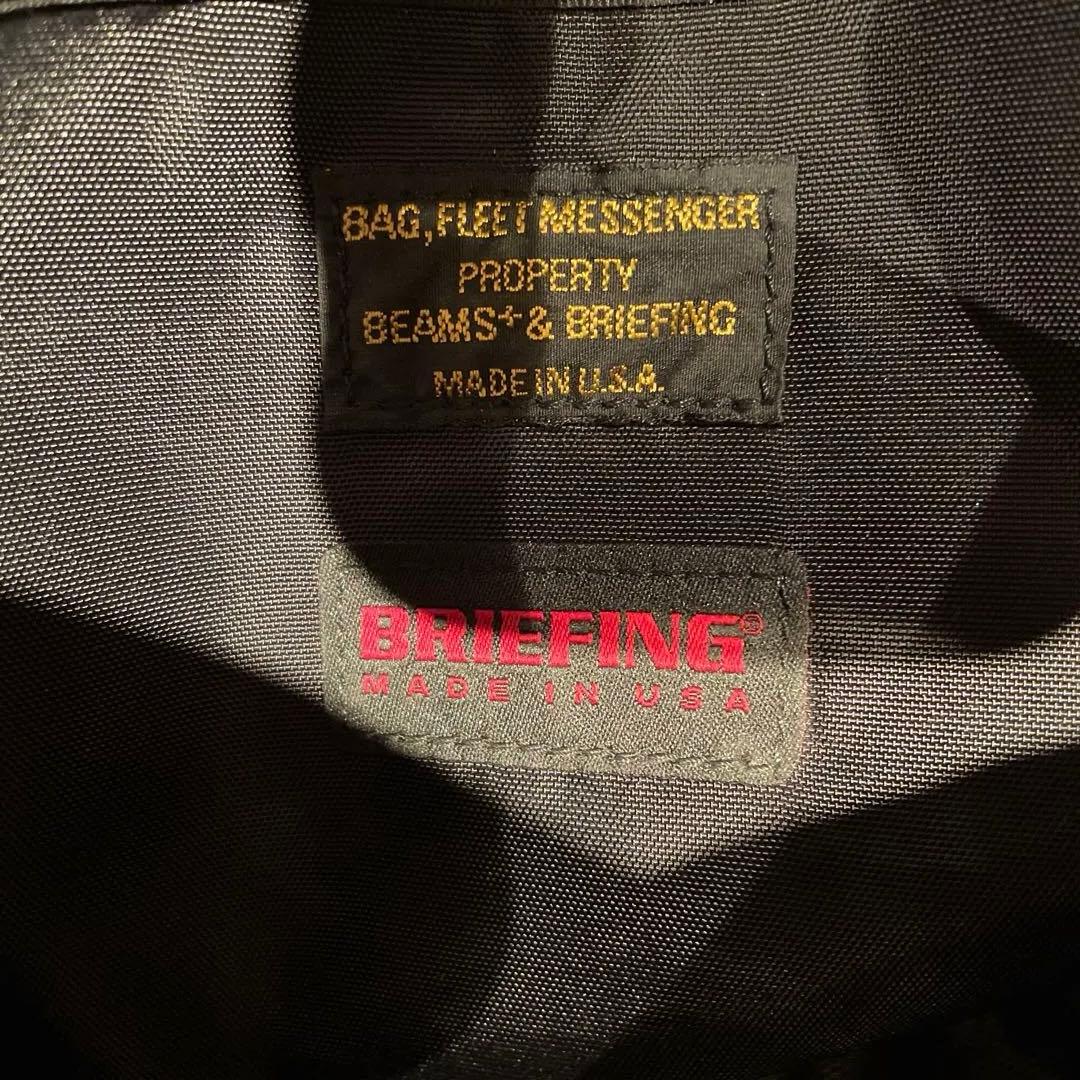 BAG, FLEET MESSENGER
PROPERTY
BEAMS+ & BRIEFING
MADE IN U.S.A.
BRIEFING®
MADE IN USA